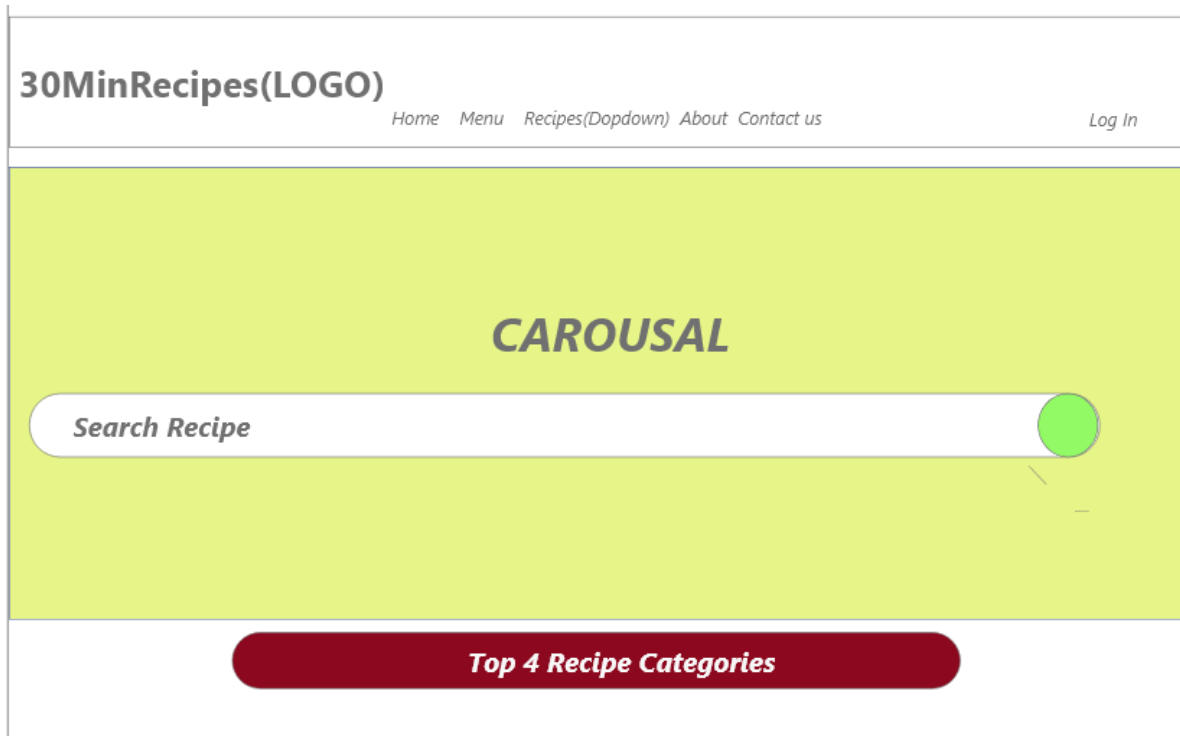 30MinRecipes(LOGO)
Home Menu Recipes(Dopdown) About Contact us Log In
CAROUSAL
Search Recipe
Top 4 Recipe Categories